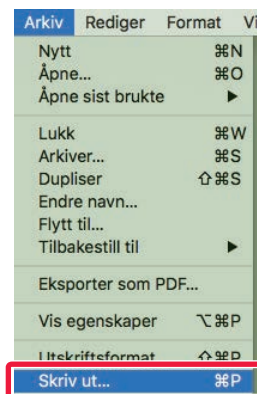 Arkiv Rediger Format
Nytt ⌘N
Åpne... ⌘O
Åpne sist brukte ▶
Lukk ⌘W
Arkiver... ⌘S
Dupliser ⇧⌘S
Endre navn...
Flytt til...
Tilbakestill til ▶
Eksporter som PDF...
Vis egenskaper ⌥⌘P
Utskriftsformat ⇧⌘P
Skriv ut... ⌘P